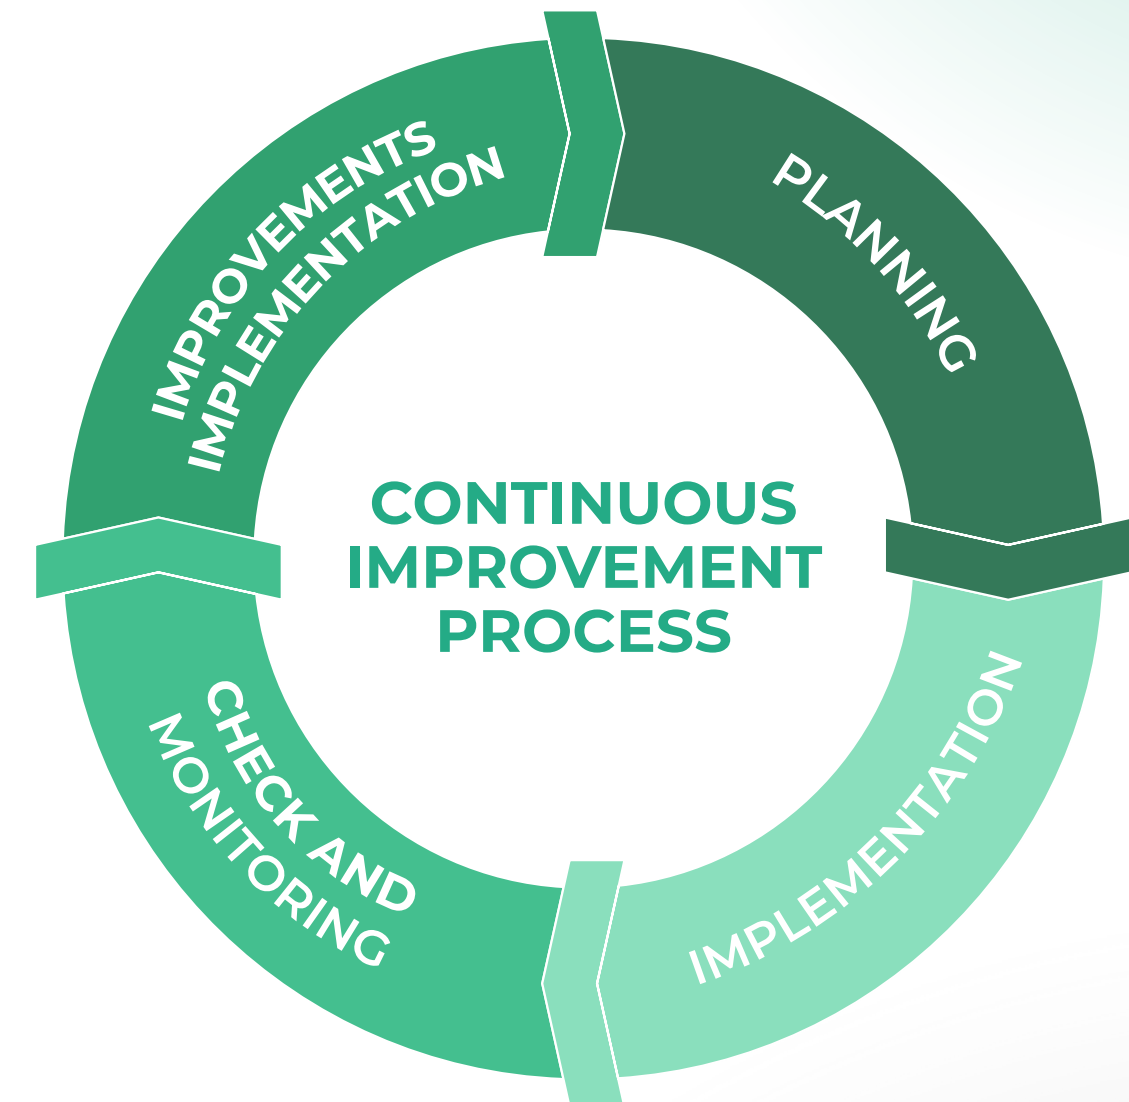 IMPROVEMENTS
IMPLEMENTATION
PLANNING
CONTINUOUS
IMPROVEMENT
PROCESS
CHECK AND
MONITORING
IMPLEMENTATION